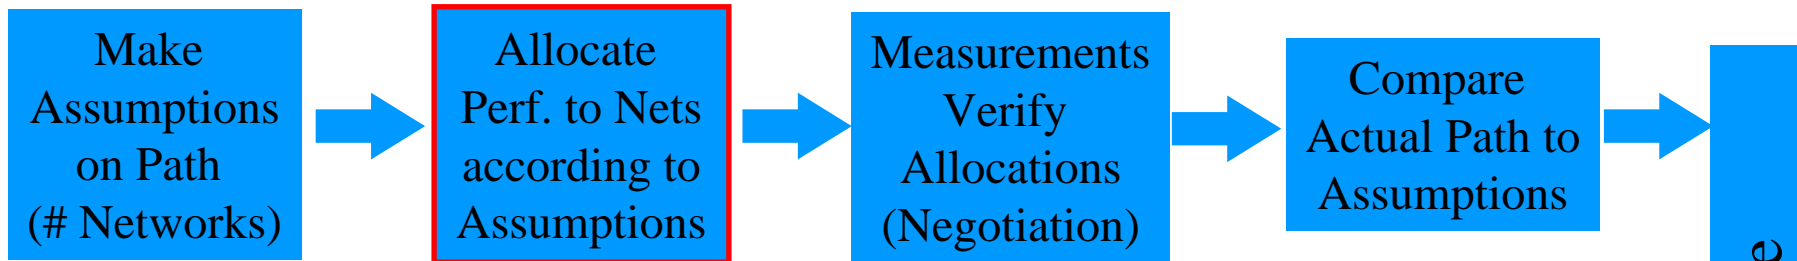 Make
Assumptions
on Path
(# Networks)
Allocate
Perf. to Nets
according to
Assumptions
Measurements
Verify
Allocations
(Negotiation)
Compare
Actual Path to
Assumptions